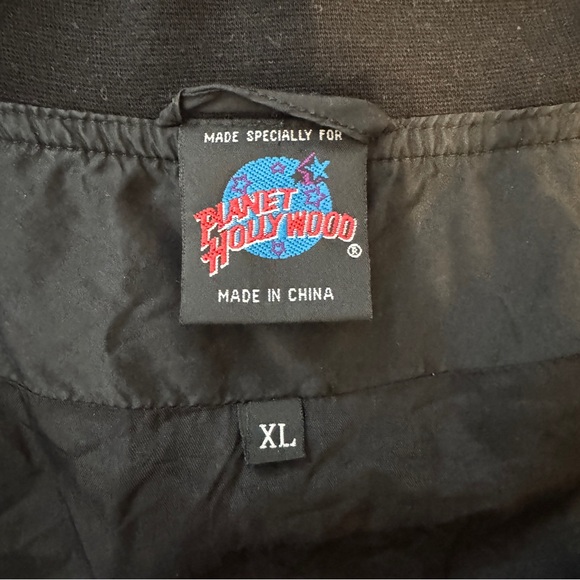 MADE SPECIALLY FOR
PLANET
HOLLYWOOD
®
MADE IN CHINA
XL